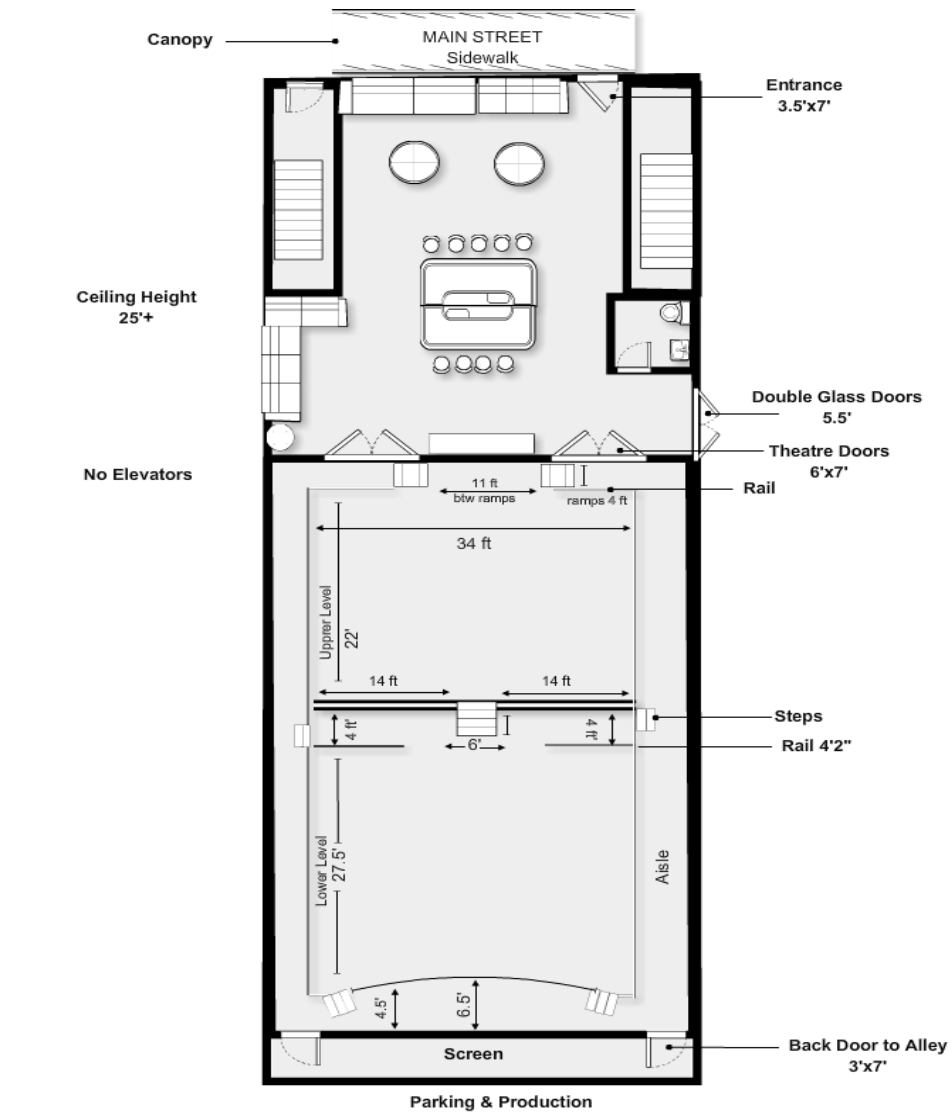 MAIN STREET
Canopy
Sidewalk
Entrance
3.5'x7'
Ceiling Height
25'+
Double Glass Doors
5.5'
Theatre Doors
6'x7'
No Elevators
11 ft
btw ramps
ramps 4 ft
Rail
34 ft
Upprer Level
22'
14 ft
14 ft
Steps
4 ft'
6'
4 ft'
Rail 4'2"
Lower Level
27.5'
Aisle
4.5'
6.5'
Screen
Back Door to Alley
3'x7'
Parking & Production